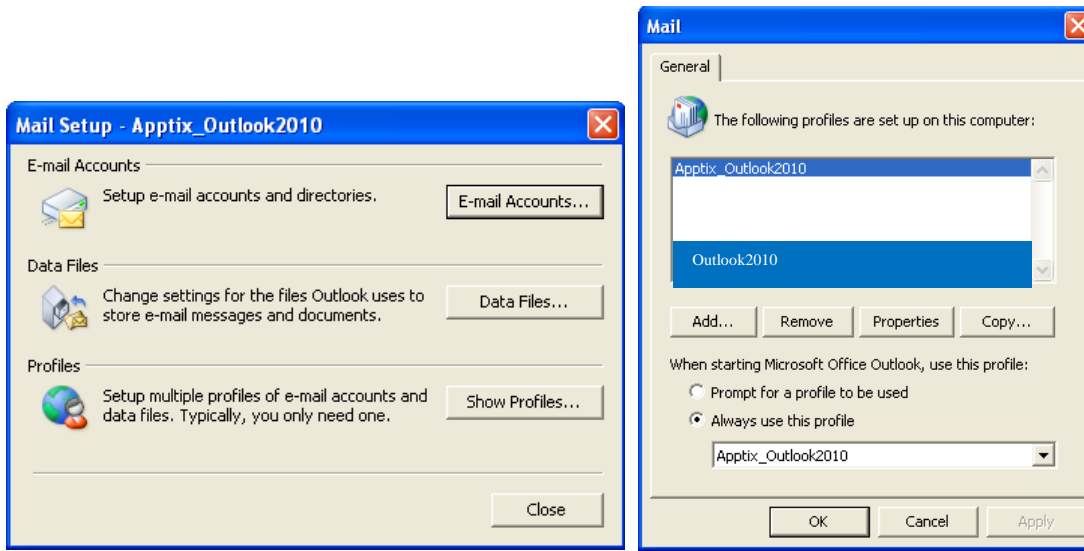 Mail Setup - Apptix_Outlook2010
E-mail Accounts
Setup e-mail accounts and directories.
E-mail Accounts...
Data Files
Change settings for the files Outlook uses to
store e-mail messages and documents.
Data Files...
Profiles
Setup multiple profiles of e-mail accounts and
data files. Typically, you only need one.
Show Profiles...
Close
Mail
General
The following profiles are set up on this computer:
Apptix_Outlook2010
Outlook2010
Add...
Remove
Properties
Copy...
When starting Microsoft Office Outlook, use this profile:
Prompt for a profile to be used
Always use this profile
Apptix_Outlook2010
OK
Cancel
Apply